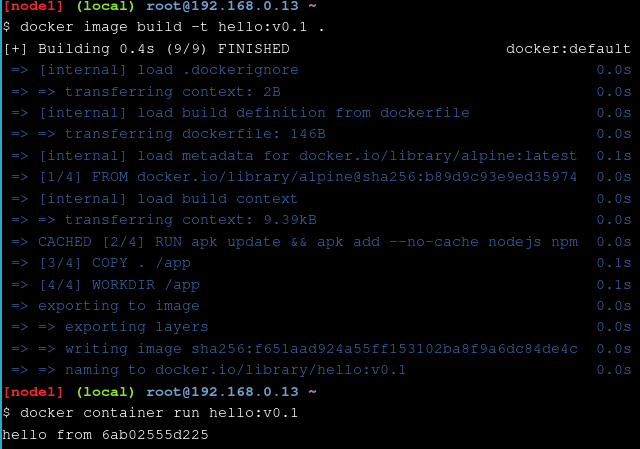 [node1] (local) root@192.168.0.13 ~
$ docker image build -t hello:v0.1 .
[+] Building 0.4s (9/9) FINISHED docker:default
=> [internal] load .dockerignore 0.0s
=> => transferring context: 2B 0.0s
=> [internal] load build definition from dockerfile 0.0s
=> => transferring dockerfile: 146B 0.0s
=> [internal] load metadata for docker.io/library/alpine:latest 0.1s
=> [1/4] FROM docker.io/library/alpine@sha256:b89d9c93e9ed35974 0.0s
=> [internal] load build context 0.0s
=> => transferring context: 9.39kB 0.0s
=> CACHED [2/4] RUN apk update && apk add --no-cache nodejs npm 0.0s
=> [3/4] COPY . /app 0.1s
=> [4/4] WORKDIR /app 0.1s
=> exporting to image 0.0s
=> => exporting layers 0.0s
=> => writing image sha256:f651aad924a55ff153102ba8f9a6dc84de4c 0.0s
=> => naming to docker.io/library/hello:v0.1 0.0s
[node1] (local) root@192.168.0.13 ~
$ docker container run hello:v0.1
hello from 6ab02555d225